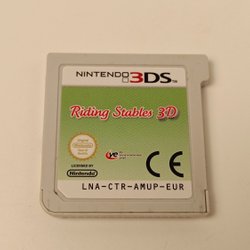 NINTENDO 3DS
Riding Stables 3D
LICENSED BY
Nintendo
CE
LNA-CTR-AMUP-EUR